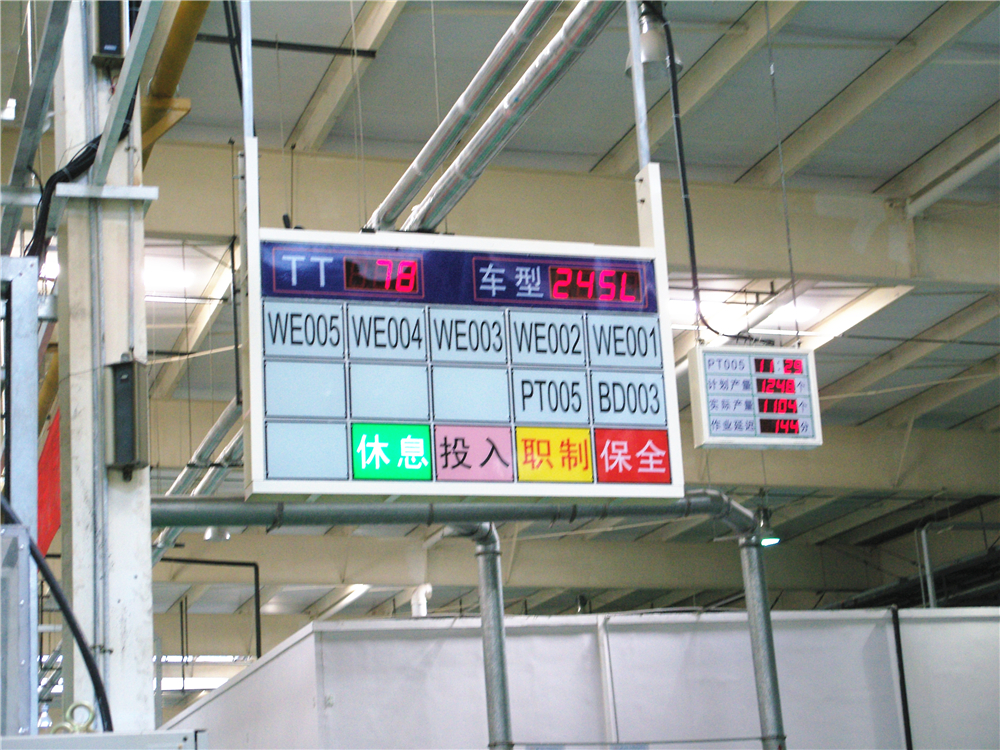 TT 78 车型 245L
WE005 WE004 WE003 WE002 WE001
PT005 BD003
休息 投入 职制 保全
PT005 11:29
计划产量 1248 个
实际产量 1104 个
作业延迟 144 分